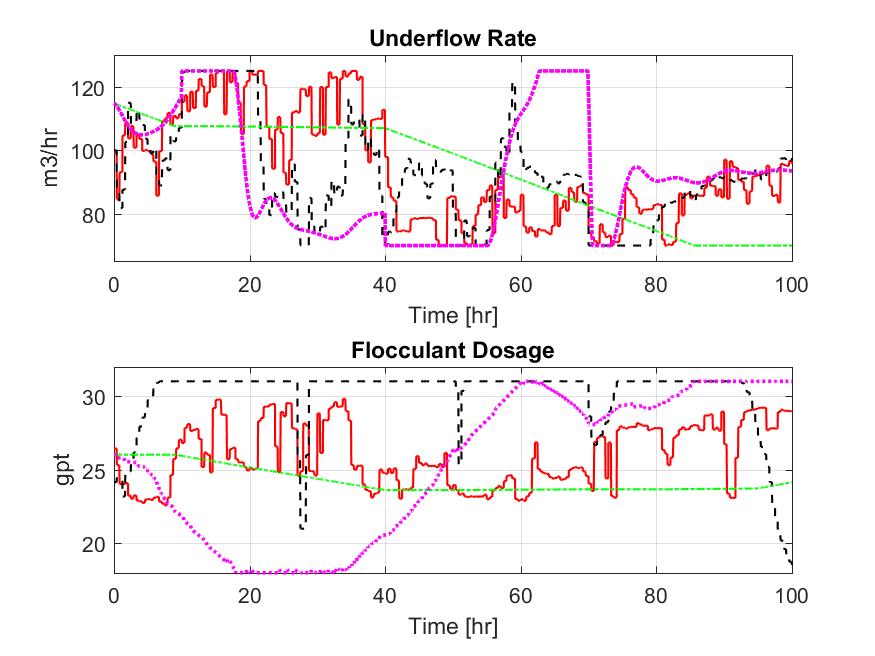 Underflow Rate
120
100
80
m3/hr
0 20 40 60 80 100
Time [hr]
Flocculant Dosage
30
25
20
gpt
0 20 40 60 80 100
Time [hr]